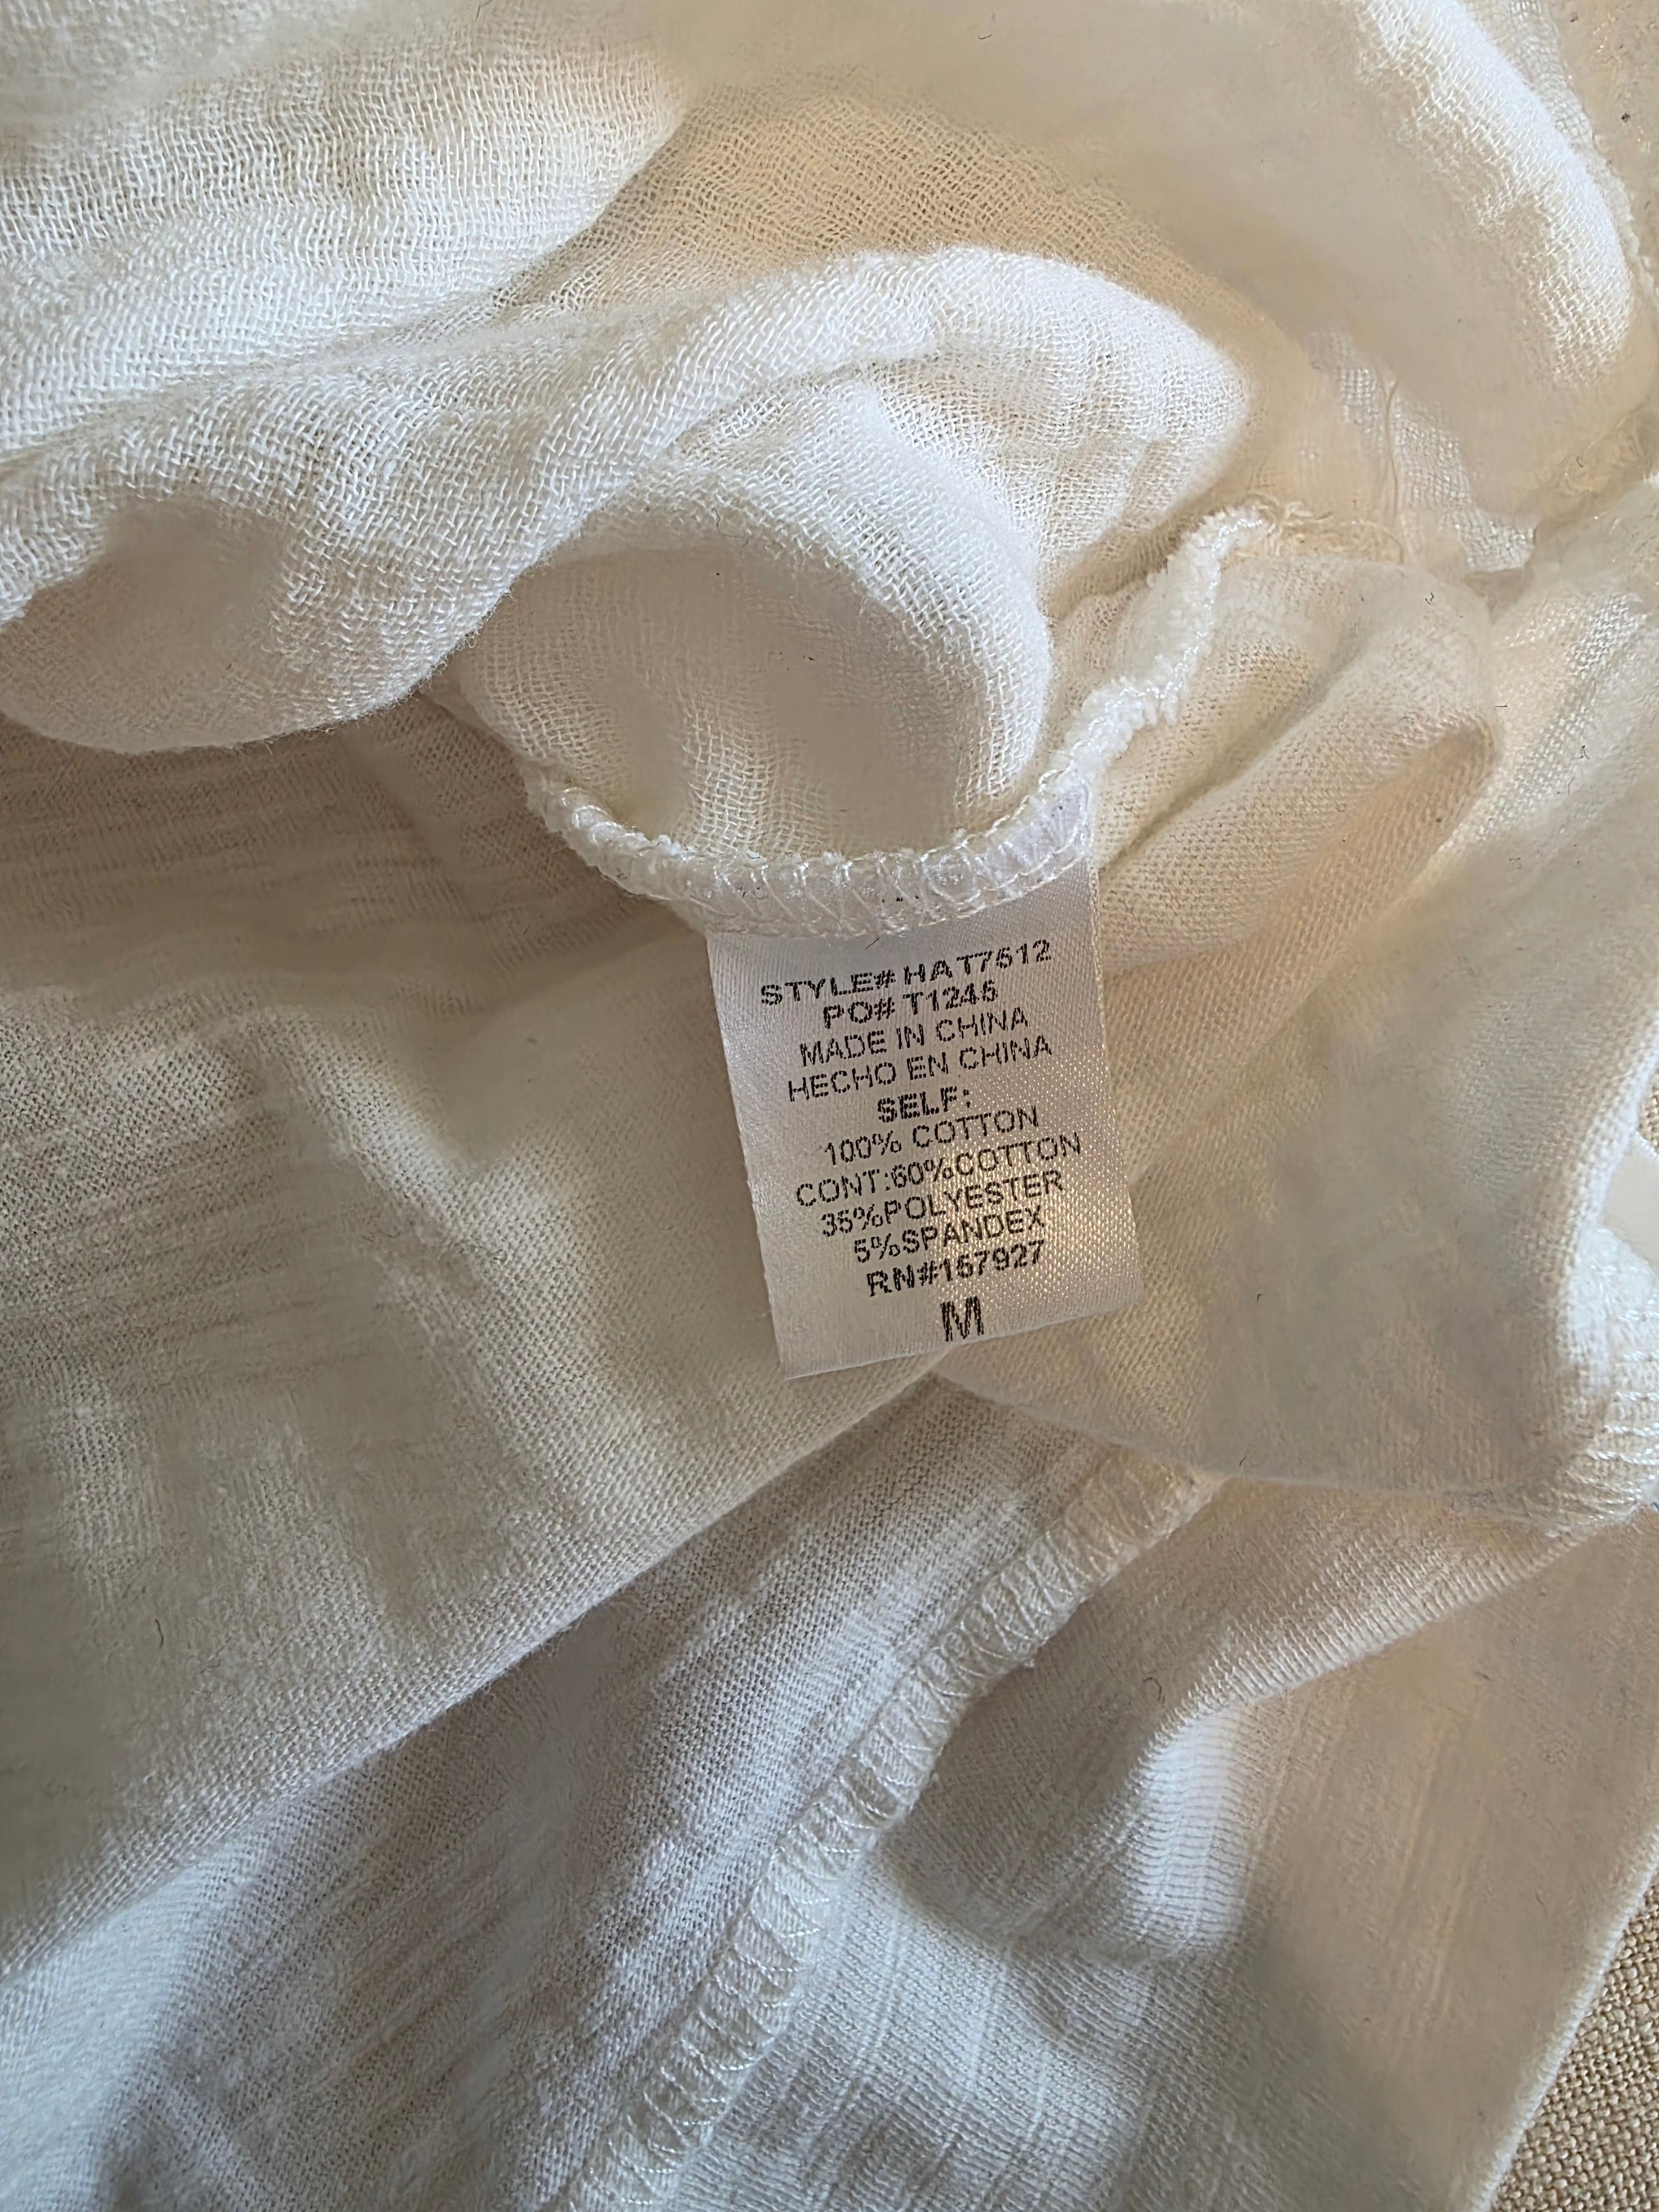 STYLE# HAT7512
PO# T1245
MADE IN CHINA
HECHO EN CHINA
SELF:
100% COTTON
CONT:60%COTTON
35%POLYESTER
5%SPANDEX
RN#157927
M